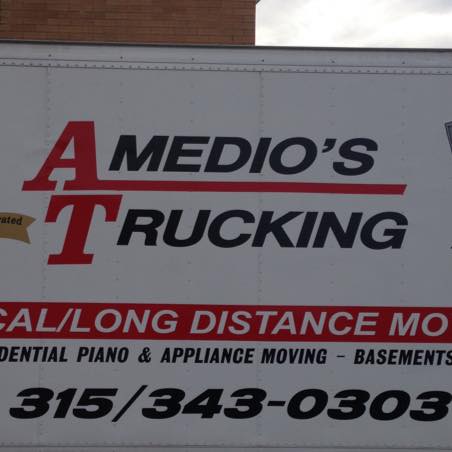 AMEDIO'S
TRUCKING
CAL/LONG DISTANCE MO
DENTIAL PIANO & APPLIANCE MOVING - BASEMENTS
315/343-0303